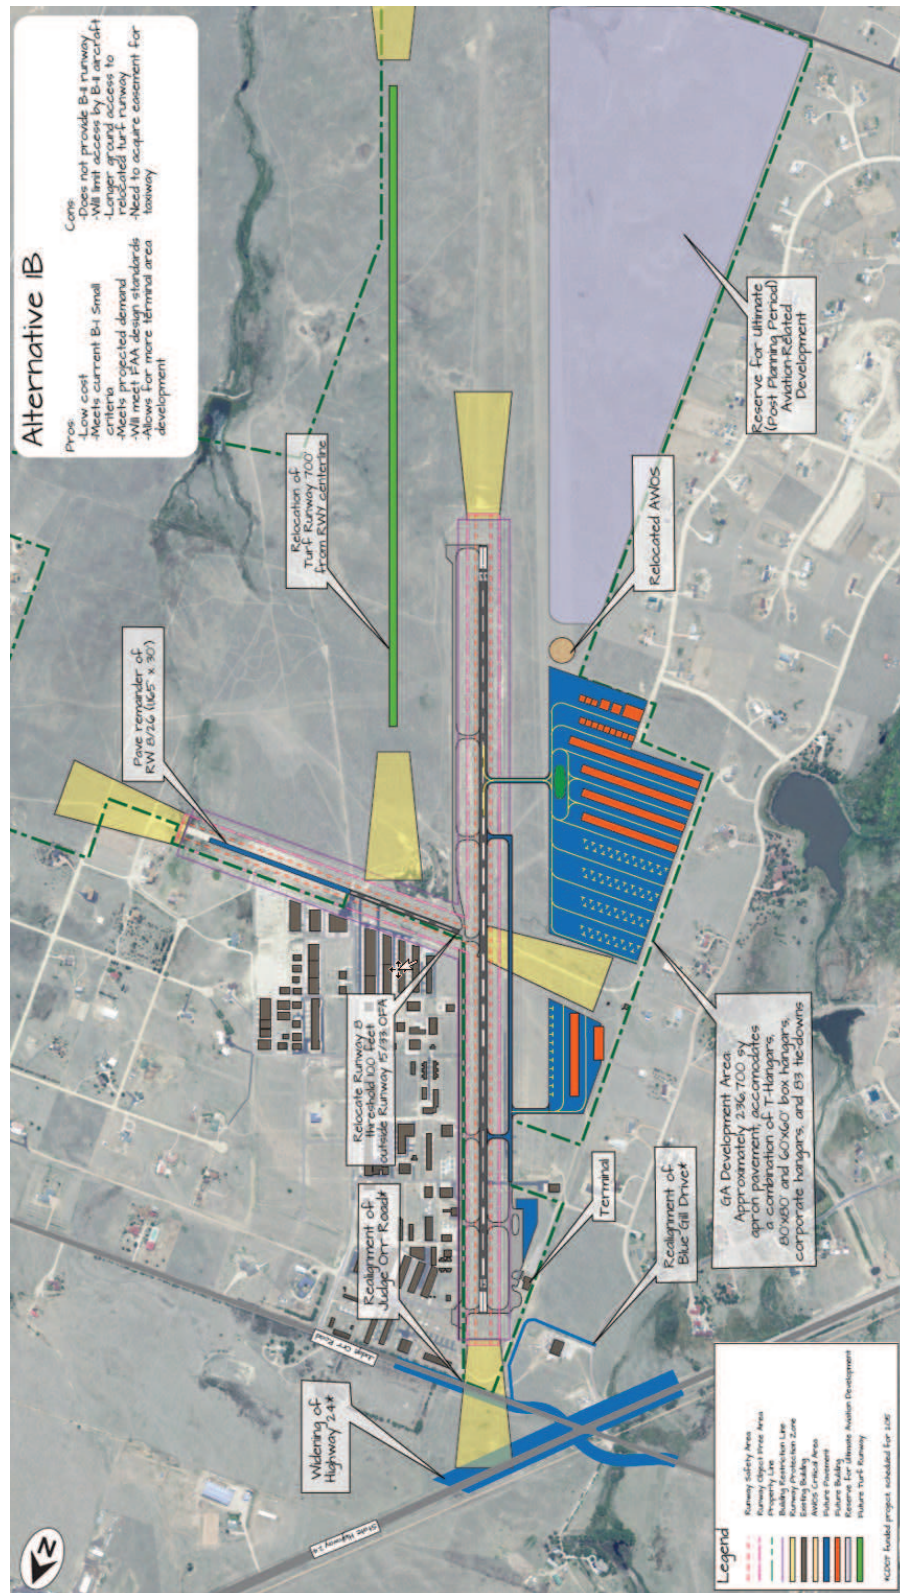 Alternative 1B
Pros:
-Low cost
-Meets current B-I Small
criteria
-Meets projected demand
-Will meet FAA design standards
-Allows for more terminal area
development
Cons:
-Does not provide B-II runway
-Will limit access by B-II aircraft
-Longer ground access to
relocated turf runway
-Need to acquire easement for
taxiway
Widening of
Highway 24*
Realignment of
Judge Orr Road*
Relocate Runway 8
threshold 100 feet
outside Runway 15/33 OFA
Pave remainder of
RW 8/26 (1,165' x 30')
Relocation of
Turf Runway 700'
from RWY centerline
State Highway 24
Judge Orr Road
Terminal
Realignment of
Blue Gill Drive*
Relocated AWOS
Reserve for Ultimate
(Post Planning Period)
Aviation-Related
Development
GA Development Area:
Approximately 236,700 sy
apron pavement, accomodates
a combination of T-Hangars,
80'x80' and 60'x60' box hangars,
corporate hangars, and 83 tie-downs
N
Legend
Runway Safety Area
Runway Object Free Area
Property Line
Building Restriction Line
Runway Protection Zone
Existing Building
AWOS Critical Area
Future Pavement
Future Building
Reserve for Ultimate Aviation Development
Future Turf Runway
*CDOT funded project scheduled for 2015